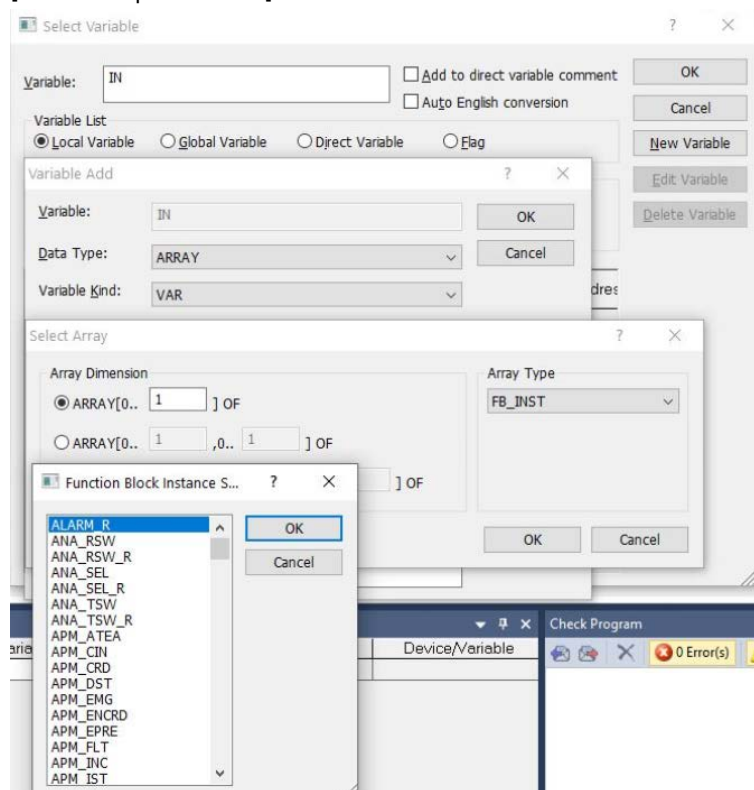 Select Variable
Variable:
IN
Add to direct variable comment
Auto English conversion
OK
Cancel
New Variable
Edit Variable
Delete Variable
Variable List
Local Variable
Global Variable
Direct Variable
Flag
Variable Add
Variable:
IN
OK
Data Type:
ARRAY
Cancel
Variable Kind:
VAR
Select Array
Array Dimension
ARRAY[0.. 1 ] OF
ARRAY[0.. 1 ,0.. 1 ] OF
] OF
Array Type
FB_INST
OK
Cancel
Function Block Instance S...
ALARM_R
ANA_RSW
ANA_RSW_R
ANA_SEL
ANA_SEL_R
ANA_TSW
ANA_TSW_R
APM_ATEA
APM_CIN
APM_CRD
APM_DST
APM_EMG
APM_ENCRD
APM_EPRE
APM_FLT
APM_INC
APM_IST
OK
Cancel
Device/Variable
Check Program
0 Error(s)